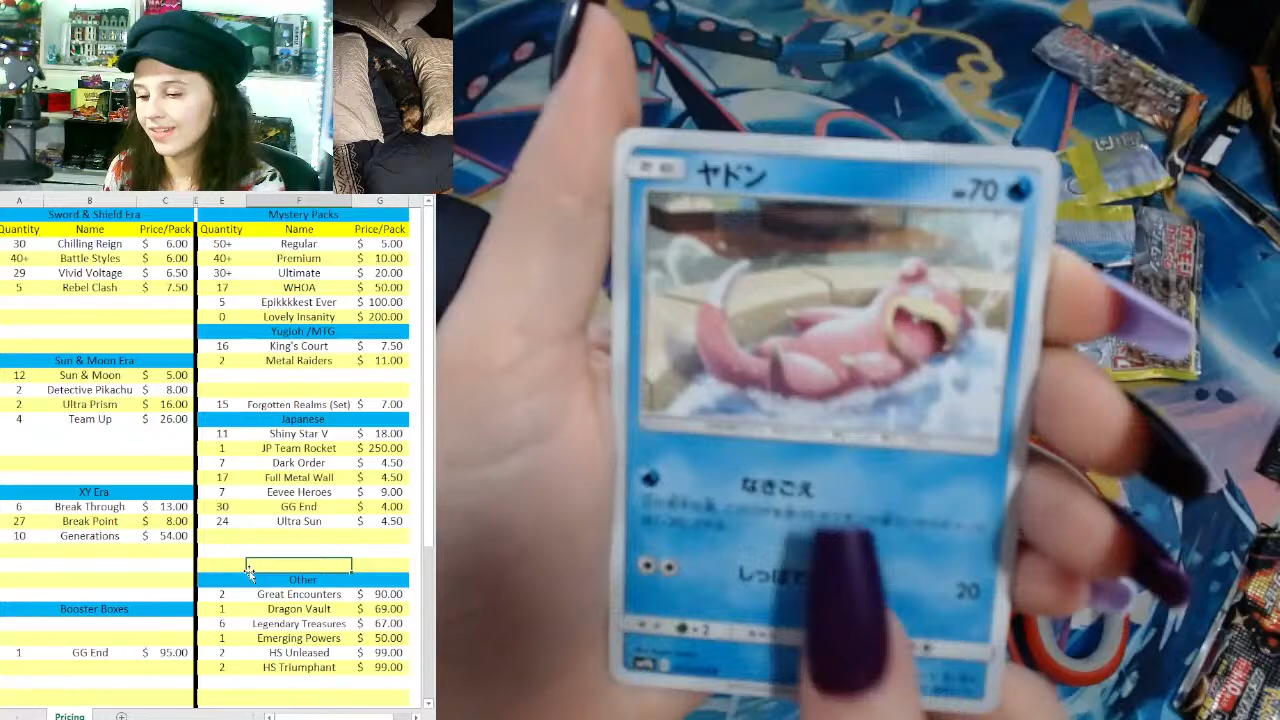 A B C E F G
Sword & Shield Era
Quantity Name Price/Pack
30 Chilling Reign $ 6.00
40+ Battle Styles $ 6.00
29 Vivid Voltage $ 6.50
5 Rebel Clash $ 7.50
Sun & Moon Era
12 Sun & Moon $ 5.00
2 Detective Pikachu $ 8.00
2 Ultra Prism $ 16.00
4 Team Up $ 26.00
XY Era
6 Break Through $ 13.00
27 Break Point $ 8.00
10 Generations $ 54.00
Booster Boxes
1 GG End $ 95.00
Mystery Packs
Quantity Name Price/Pack
50+ Regular $ 5.00
40+ Premium $ 10.00
30+ Ultimate $ 20.00
17 WHOA $ 50.00
5 Epikkkest Ever $ 100.00
0 Lovely Insanity $ 200.00
Yugioh /MTG
16 King's Court $ 7.50
2 Metal Raiders $ 11.00
15 Forgotten Realms (Set) $ 7.00
Japanese
11 Shiny Star V $ 18.00
1 JP Team Rocket $ 250.00
7 Dark Order $ 4.50
17 Full Metal Wall $ 4.50
7 Eevee Heroes $ 9.00
30 GG End $ 4.00
24 Ultra Sun $ 4.50
Other
2 Great Encounters $ 90.00
1 Dragon Vault $ 69.00
6 Legendary Treasures $ 67.00
1 Emerging Powers $ 50.00
2 HS Unleased $ 99.00
2 HS Triumphant $ 99.00
Pricing
ヤドン
HP 70
なきごえ
しっぽで
20
×2